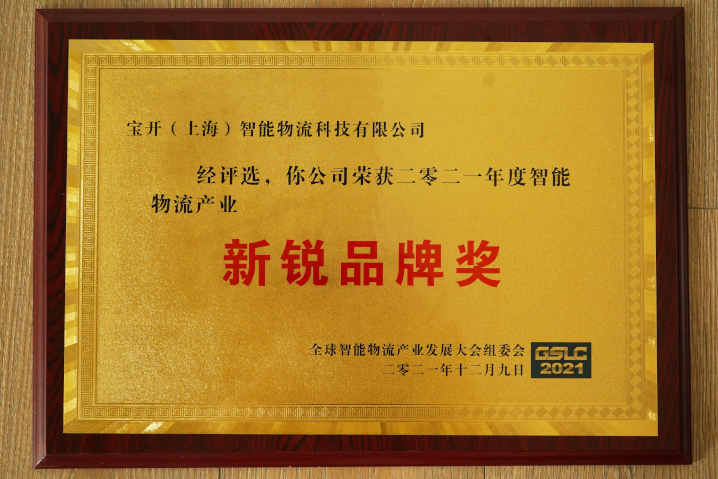 宝开（上海）智能物流科技有限公司
经评选，你公司荣获二零二一年度智能
物流产业
新锐品牌奖
全球智能物流产业发展大会组委会
二零二一年十二月九日
GSLC
2021